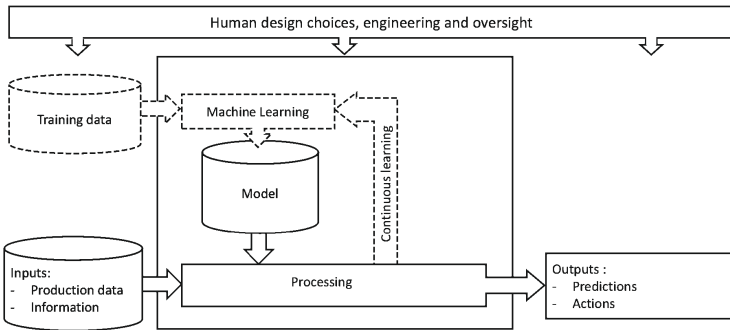 Human design choices, engineering and oversight
Training data
Machine Learning
Continuous learning
Model
Inputs:
- Production data
- Information
Processing
Outputs :
- Predictions
- Actions